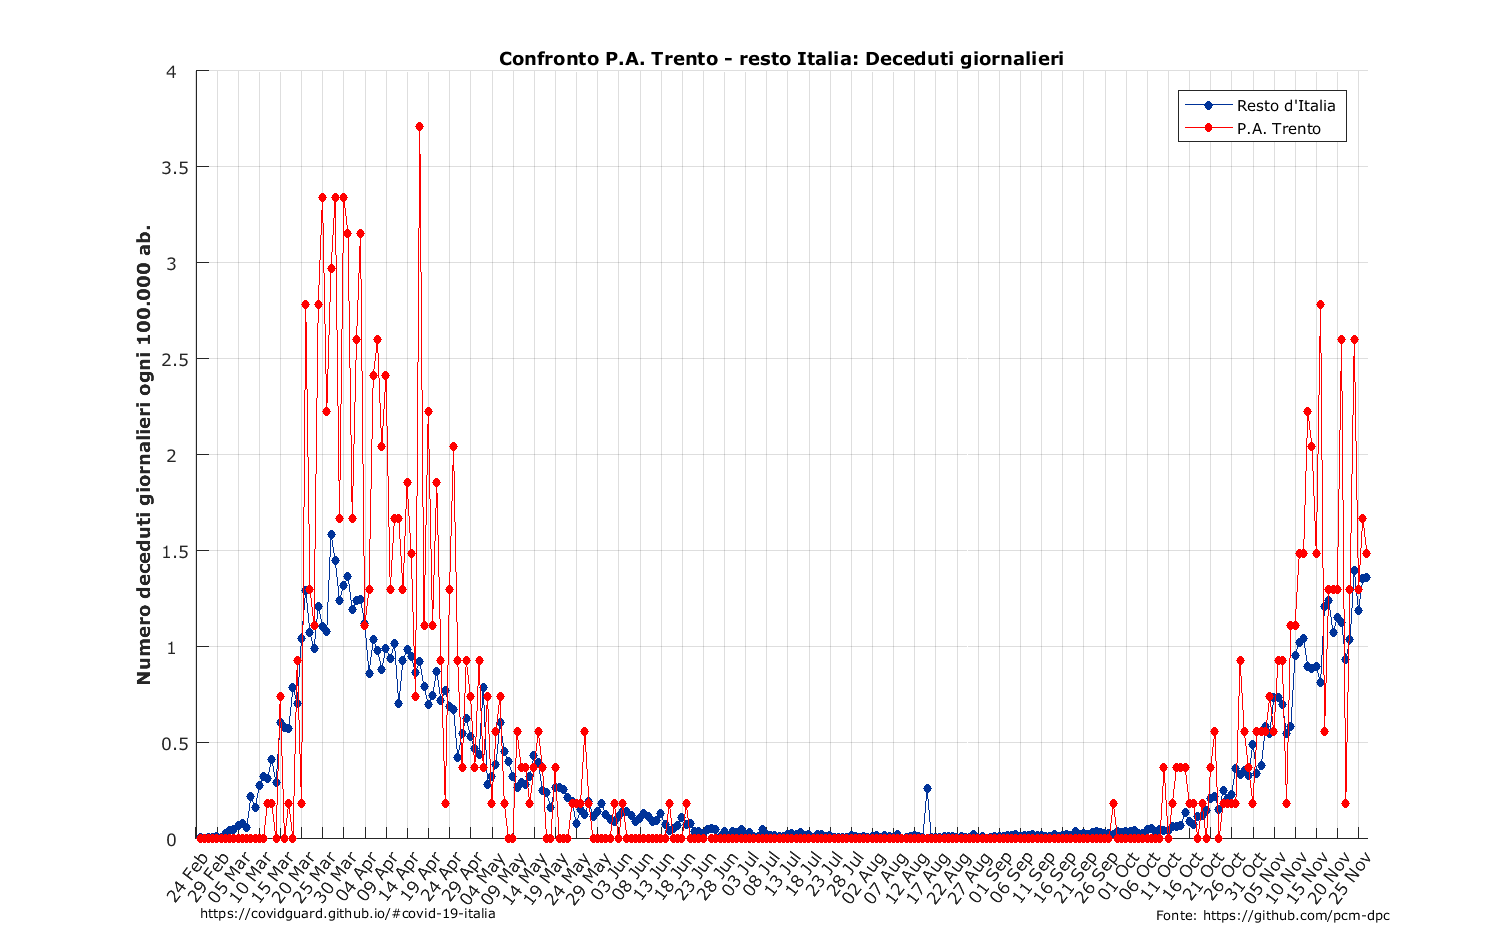 Confronto P.A. Trento - resto Italia: Deceduti giornalieri
Resto d'Italia
P.A. Trento
Numero deceduti giornalieri ogni 100.000 ab.
4
3.5
3
2.5
2
1.5
1
0.5
0
24 Feb
29 Feb
05 Mar
10 Mar
15 Mar
20 Mar
25 Mar
30 Mar
04 Apr
09 Apr
14 Apr
19 Apr
24 Apr
29 Apr
04 May
09 May
14 May
19 May
24 May
29 May
03 Jun
08 Jun
13 Jun
18 Jun
23 Jun
28 Jun
03 Jul
08 Jul
13 Jul
18 Jul
23 Jul
28 Jul
02 Aug
07 Aug
12 Aug
17 Aug
22 Aug
27 Aug
01 Sep
06 Sep
11 Sep
16 Sep
21 Sep
26 Sep
01 Oct
06 Oct
11 Oct
16 Oct
21 Oct
26 Oct
31 Oct
05 Nov
10 Nov
15 Nov
20 Nov
25 Nov
https://covidguard.github.io/#covid-19-italia
Fonte: https://github.com/pcm-dpc